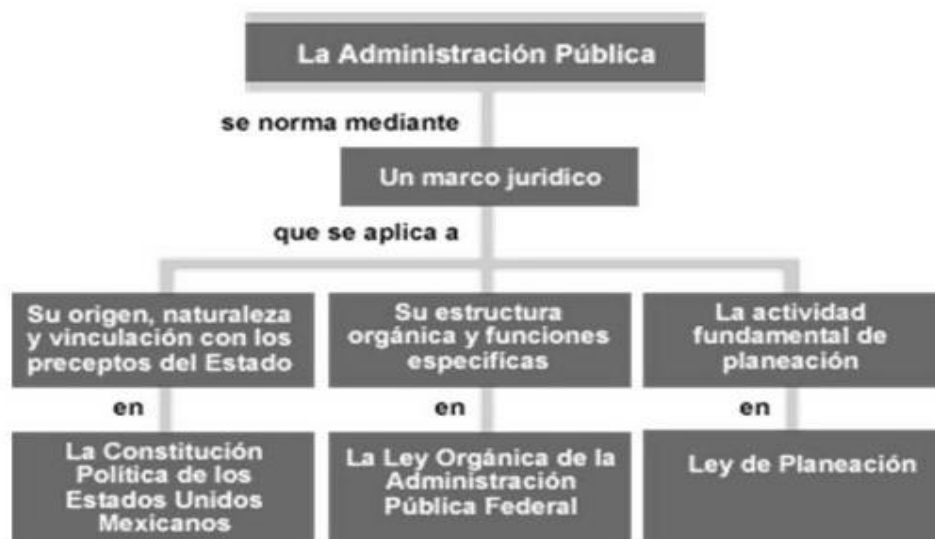 La Administración Pública
se norma mediante
Un marco juridico
que se aplica a
Su origen, naturaleza
y vinculación con los
preceptos del Estado
Su estructura
orgánica y funciones
especificas
La actividad
fundamental de
planeación
en
en
en
La Constitución
Política de los
Estados Unidos
Mexicanos
La Ley Orgánica de la
Administración
Pública Federal
Ley de Planeación